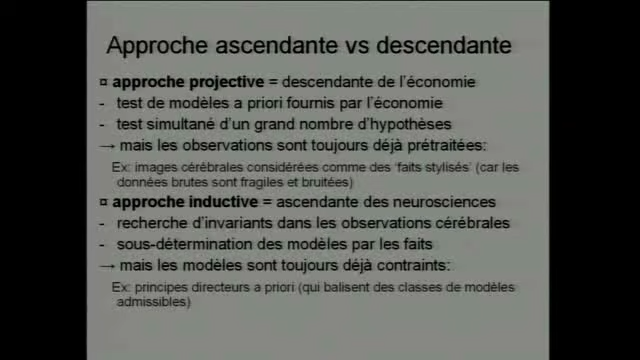 Approche ascendante vs descendante
¤ approche projective = descendante de l'économie
- test de modèles a priori fournis par l'économie
- test simultané d'un grand nombre d'hypothèses
→ mais les observations sont toujours déjà prétraitées:
Ex: images cérébrales considérées comme des 'faits stylisés' (car les
données brutes sont fragiles et bruitées)
¤ approche inductive = ascendante des neurosciences
- recherche d'invariants dans les observations cérébrales
- sous-détermination des modèles par les faits
→ mais les modèles sont toujours déjà contraints:
Ex: principes directeurs a priori (qui balisent des classes de modèles
admissibles)